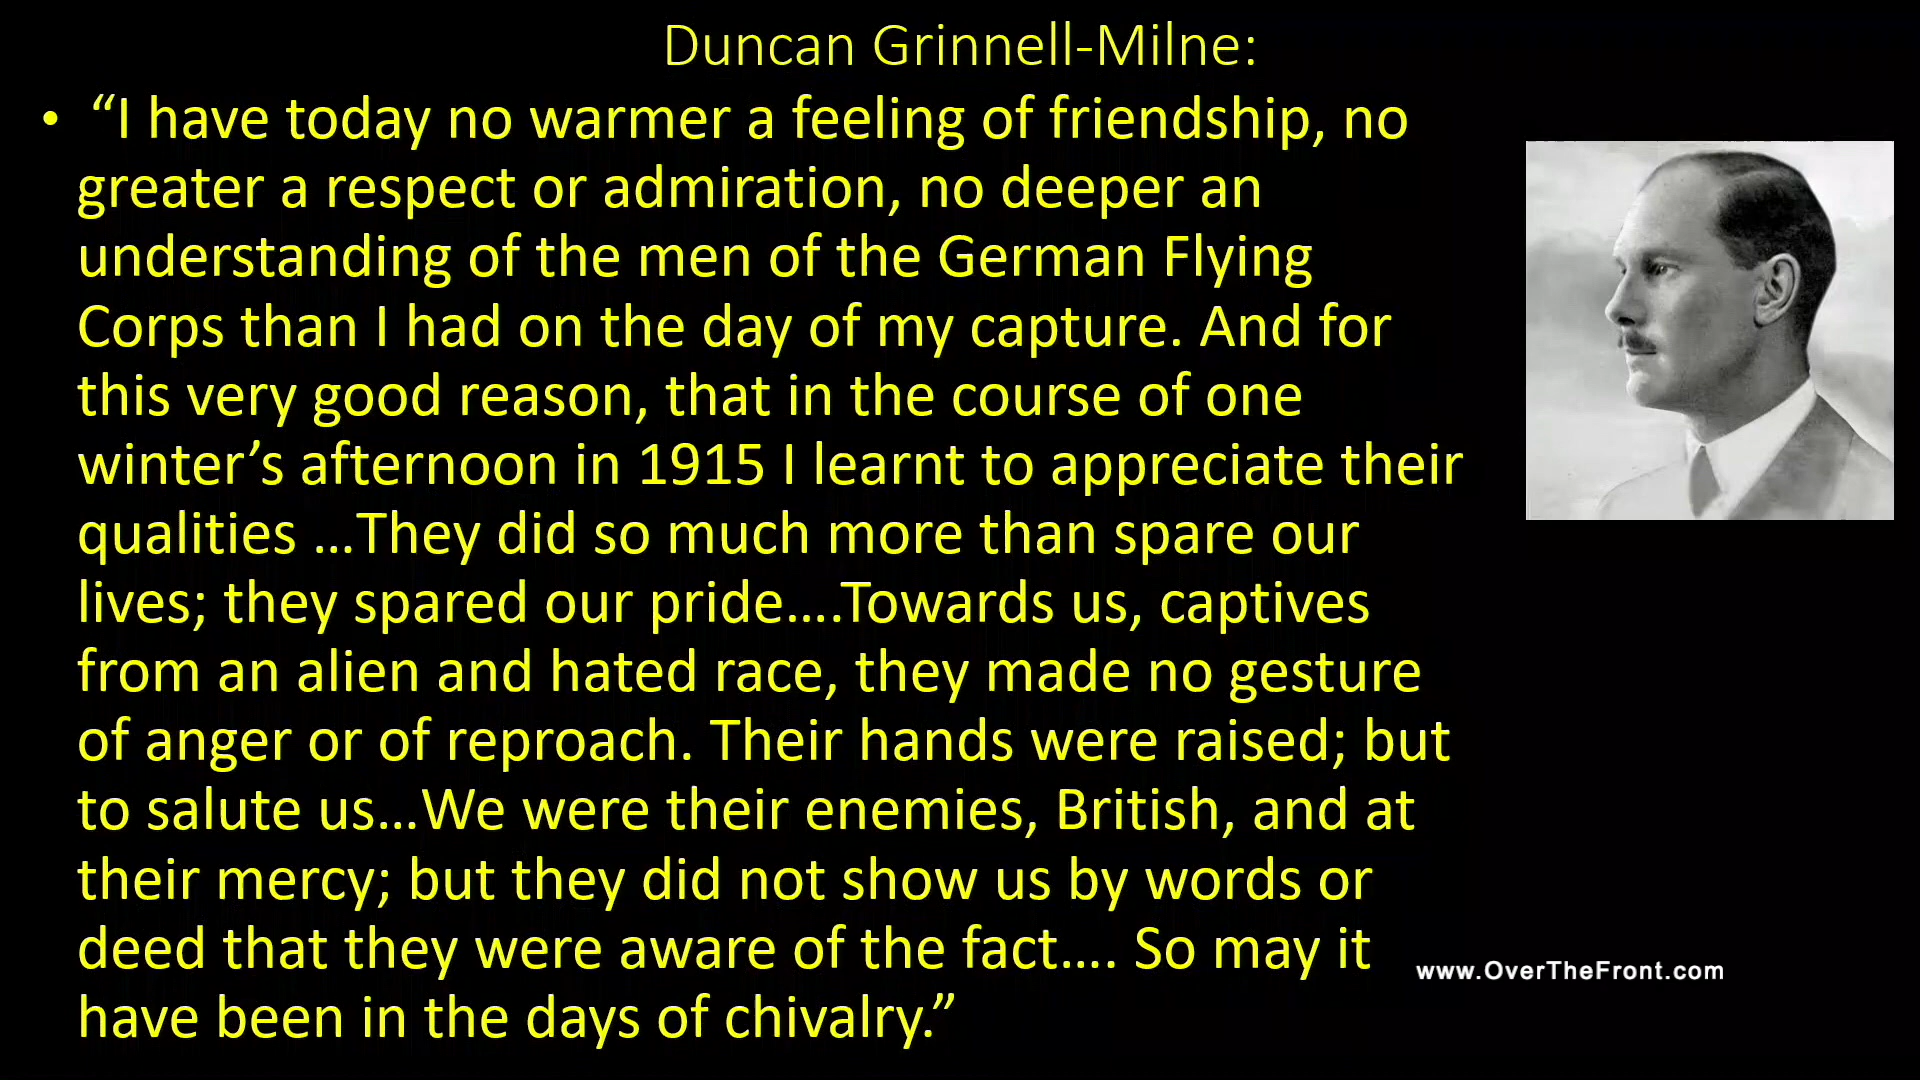 Duncan Grinnell-Milne:
• “I have today no warmer a feeling of friendship, no
greater a respect or admiration, no deeper an
understanding of the men of the German Flying
Corps than I had on the day of my capture. And for
this very good reason, that in the course of one
winter’s afternoon in 1915 I learnt to appreciate their
qualities …They did so much more than spare our
lives; they spared our pride….Towards us, captives
from an alien and hated race, they made no gesture
of anger or of reproach. Their hands were raised; but
to salute us…We were their enemies, British, and at
their mercy; but they did not show us by words or
deed that they were aware of the fact…. So may it
have been in the days of chivalry.”
www.OverTheFront.com